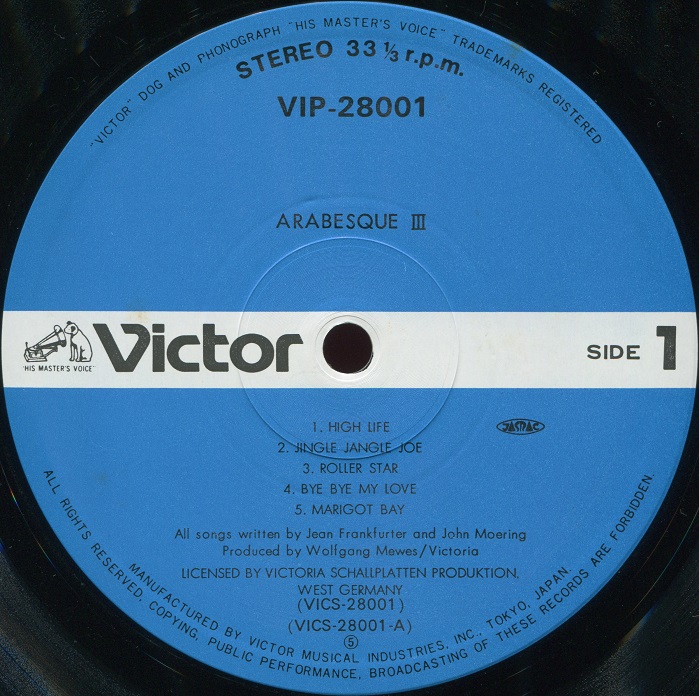 "VICTOR" DOG AND PHONOGRAPH "HIS MASTER'S VOICE" TRADEMARKS REGISTERED
STEREO 33 1/3 r.p.m.
VIP-28001
ARABESQUE III
"HIS MASTER'S VOICE"
Victor
SIDE 1
1. HIGH LIFE
JASRAC
2. JINGLE JANGLE JOE
3. ROLLER STAR
4. BYE BYE MY LOVE
5. MARIGOT BAY
All songs written by Jean Frankfurter and John Moering
Produced by Wolfgang Mewes/Victoria
LICENSED BY VICTORIA SCHALLPLATTEN PRODUKTION,
WEST GERMANY
(VICS-28001)
(VICS-28001-A)
⑤
MANUFACTURED BY VICTOR MUSICAL INDUSTRIES, INC., TOKYO, JAPAN.
ALL RIGHTS RESERVED. COPYING, PUBLIC PERFORMANCE, BROADCASTING OF THESE RECORDS ARE FORBIDDEN.